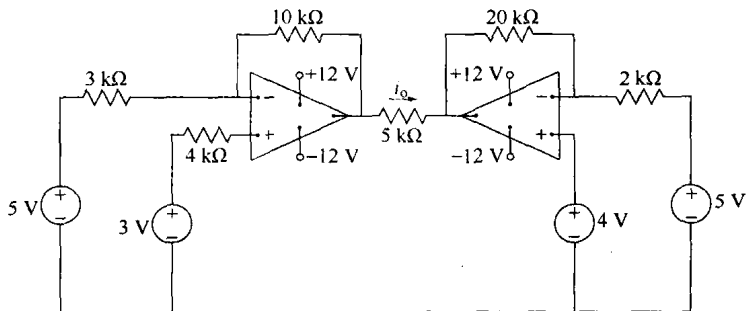 10 kΩ
20 kΩ
3 kΩ
+12 V
+12 V
2 kΩ
−
−
i_o
+
+
4 kΩ
−12 V
5 kΩ
−12 V
5 V
+
−
3 V
+
−
+
−
4 V
+
−
5 V